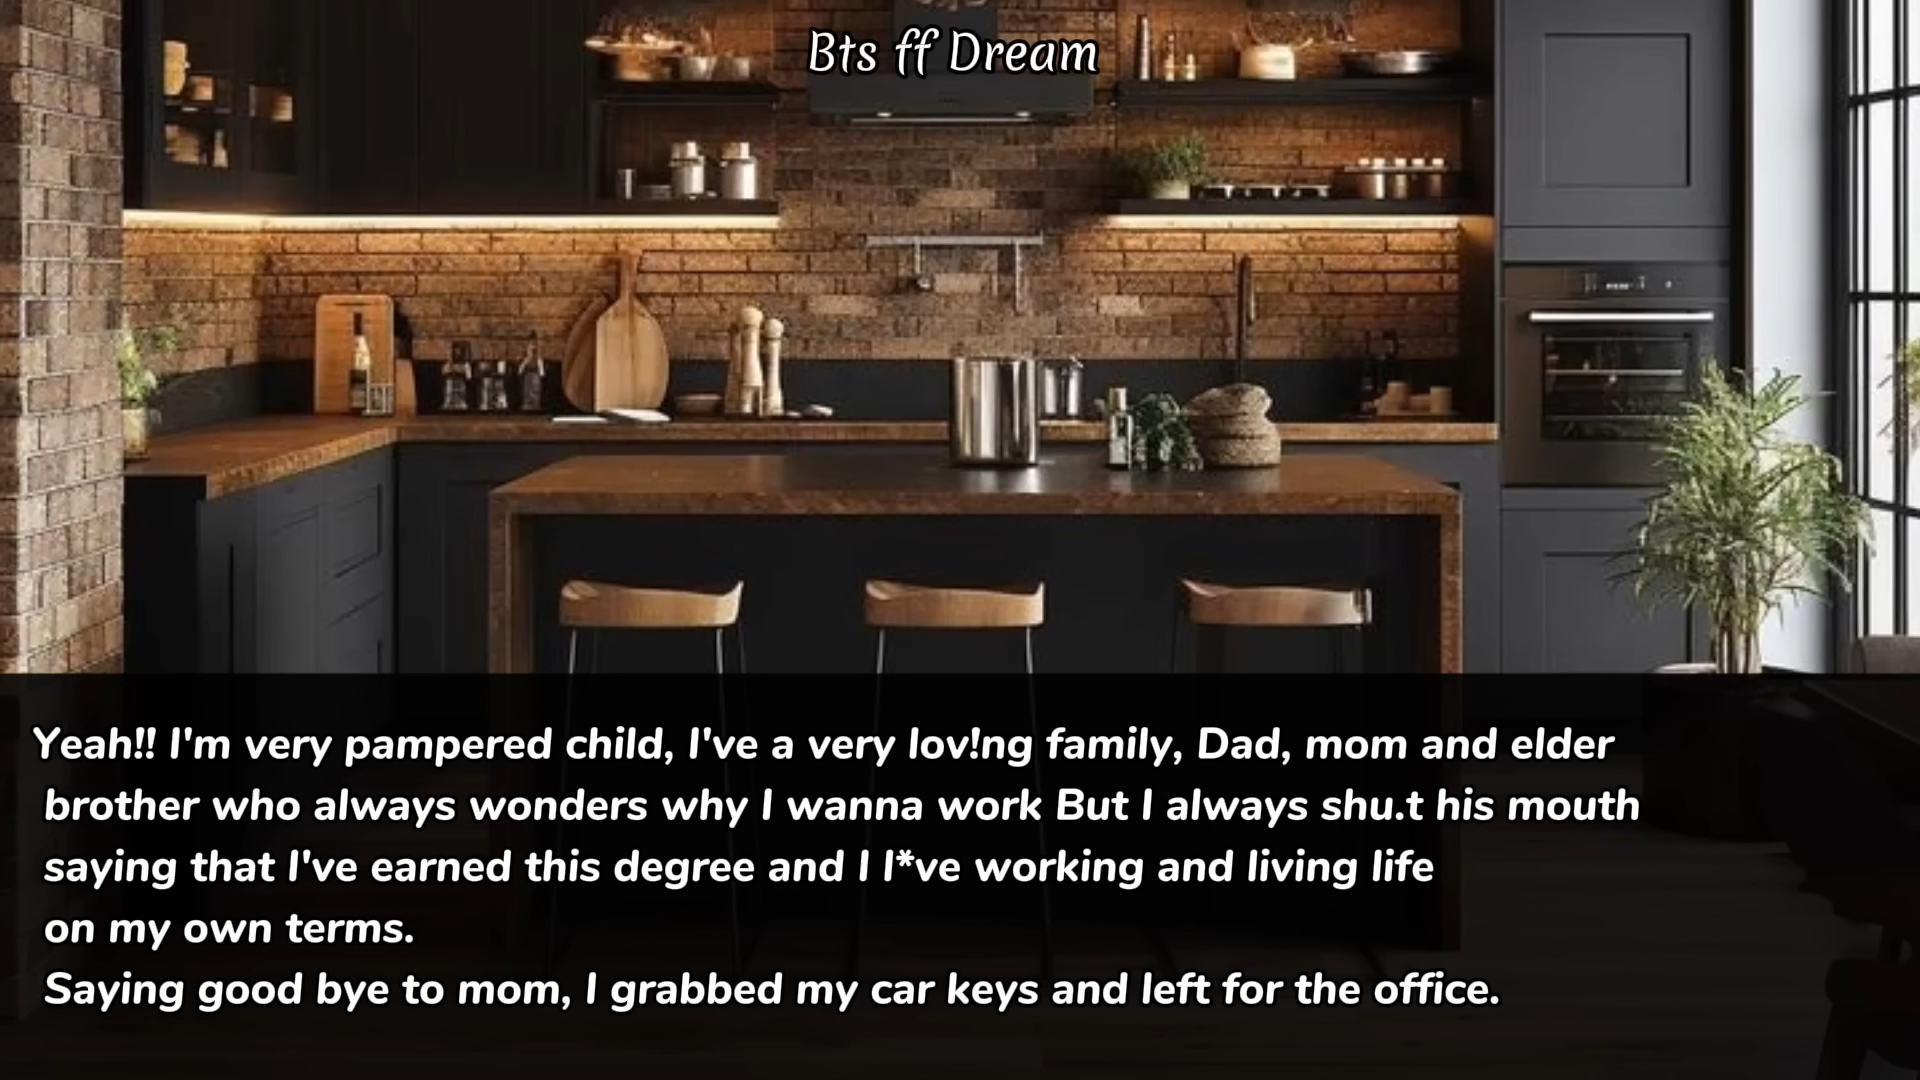 Bts ff Dream
Yeah!! I'm very pampered child, I've a very lov!ng family, Dad, mom and elder
brother who always wonders why I wanna work But I always shu.t his mouth
saying that I've earned this degree and I l*ve working and living life
on my own terms.
Saying good bye to mom, I grabbed my car keys and left for the office.